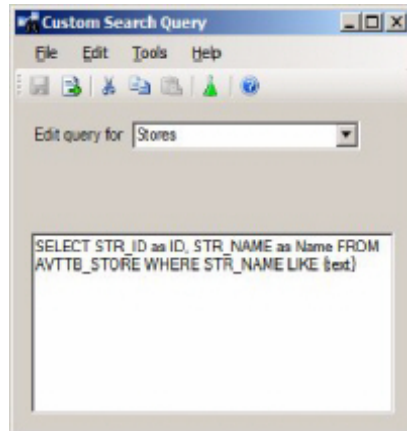 Custom Search Query
File Edit Tools Help
Edit query for Stores
SELECT STR_ID as ID, STR_NAME as Name FROM
AVTTB_STORE WHERE STR_NAME LIKE {text}